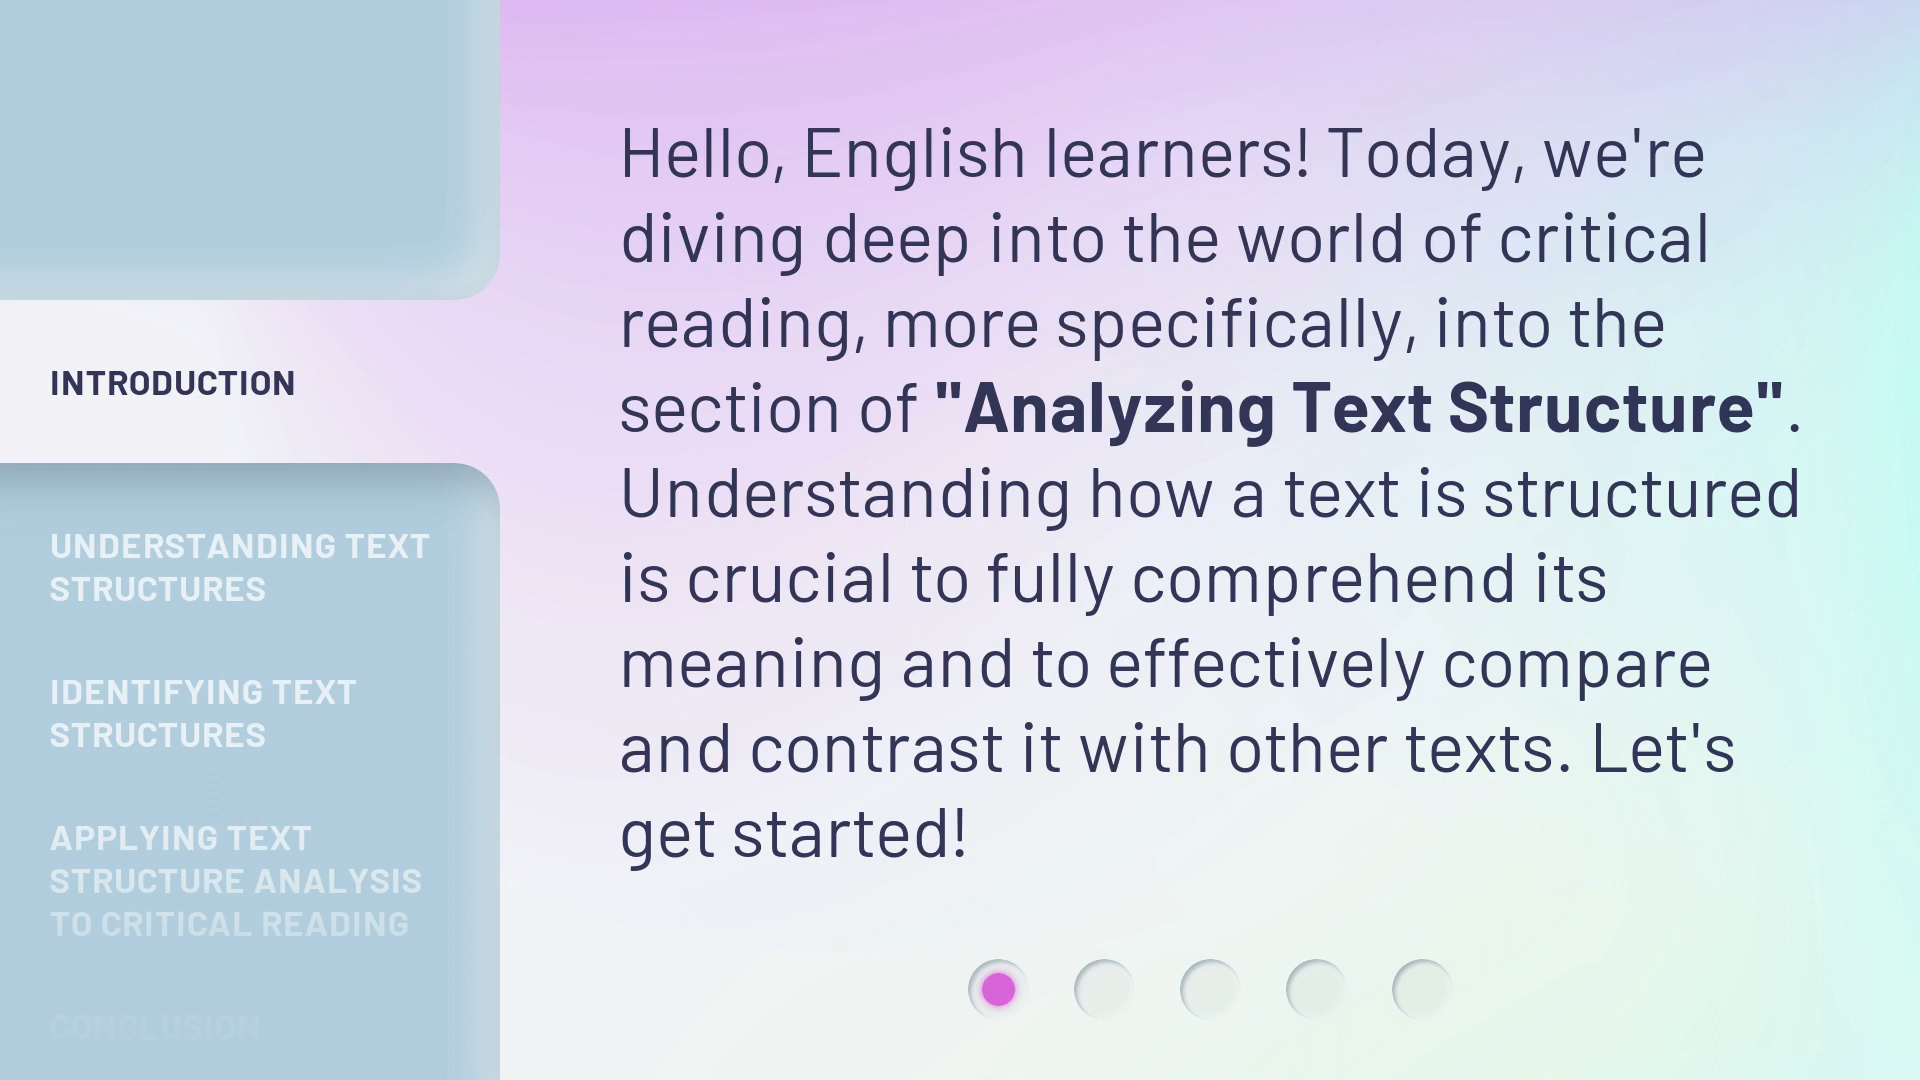 INTRODUCTION
UNDERSTANDING TEXT
STRUCTURES
IDENTIFYING TEXT
STRUCTURES
APPLYING TEXT
STRUCTURE ANALYSIS
TO CRITICAL READING
CONCLUSION
Hello, English learners! Today, we're
diving deep into the world of critical
reading, more specifically, into the
section of "Analyzing Text Structure".
Understanding how a text is structured
is crucial to fully comprehend its
meaning and to effectively compare
and contrast it with other texts. Let's
get started!